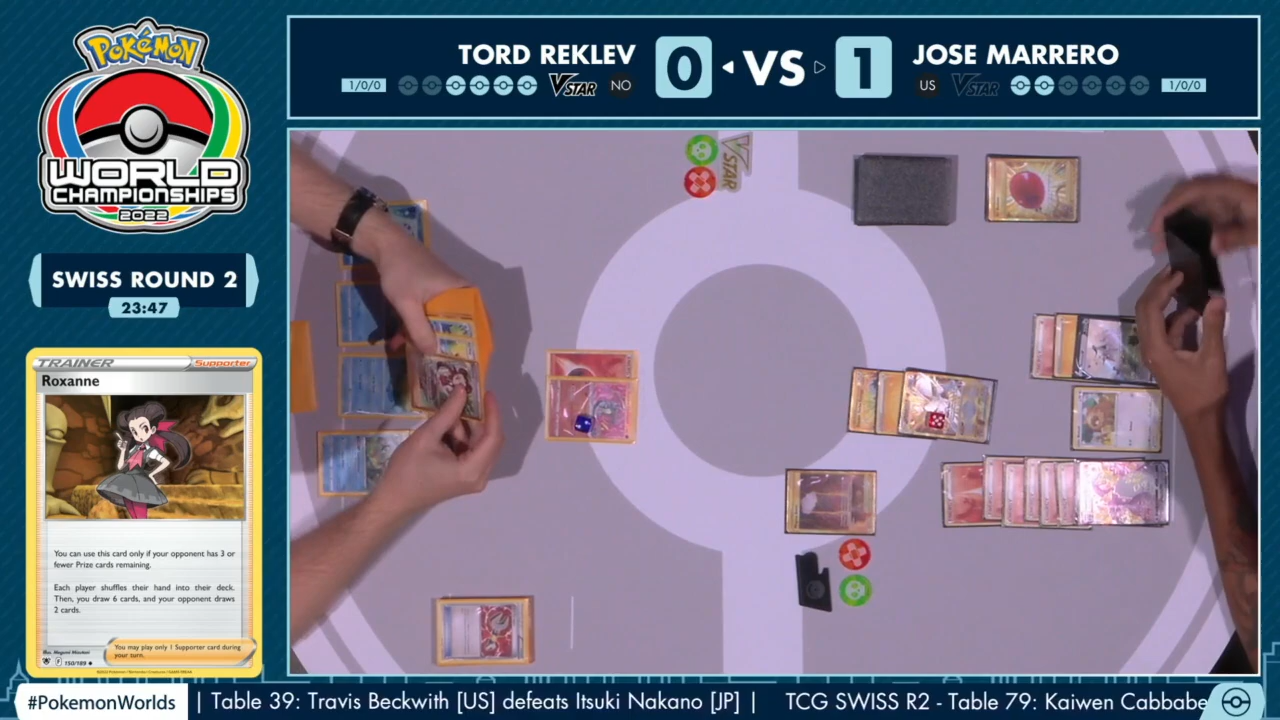 Pokémon
WORLD
CHAMPIONSHIPS
2022
TORD REKLEV
0
VS
1
JOSE MARRERO
1/0/0
VSTAR
NO
US
VSTAR
1/0/0
SWISS ROUND 2
23:47
TRAINER
Supporter
Roxanne
You can use this card only if your opponent has 3 or
fewer Prize cards remaining.
Each player shuffles their hand into their deck.
Then, you draw 6 cards, and your opponent draws
2 cards.
You may play only 1 Supporter card during
your turn.
150/189
VSTAR
#PokemonWorlds
| Table 39: Travis Beckwith [US] defeats Itsuki Nakano [JP] |
TCG SWISS R2 - Table 79: Kaiwen Cabbabe